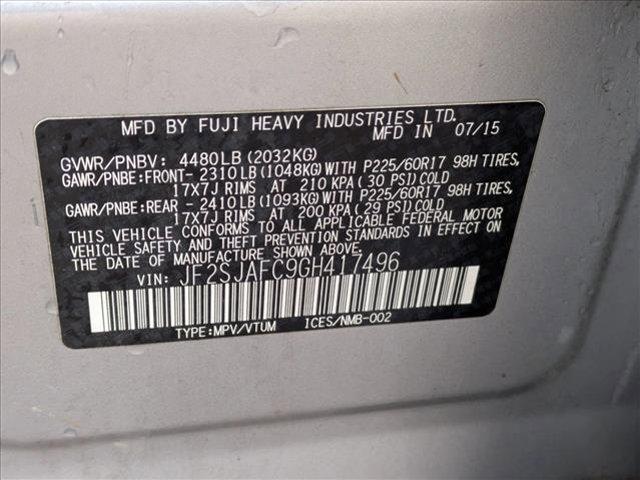 MFD BY FUJI HEAVY INDUSTRIES LTD.
MFD IN 07/15
GVWR/PNBV: 4480LB (2032KG)
GAWR/PNBE:FRONT- 2310LB (1048KG)WITH P225/60R17 98H TIRES,
17X7J RIMS AT 210 KPA (30 PSI)COLD
GAWR/PNBE:REAR - 2410LB (1093KG)WITH P225/60R17 98H TIRES,
17X7J RIMS AT 200 KPA (29 PSI)COLD
THIS VEHICLE CONFORMS TO ALL APPLICABLE FEDERAL MOTOR
VEHICLE SAFETY AND THEFT PREVENTION STANDARDS IN EFFECT ON
THE DATE OF MANUFACTURE SHOWN ABOVE.
VIN: JF2SJAFC9GH417496
TYPE:MPV/VTUM ICES/NMB-002